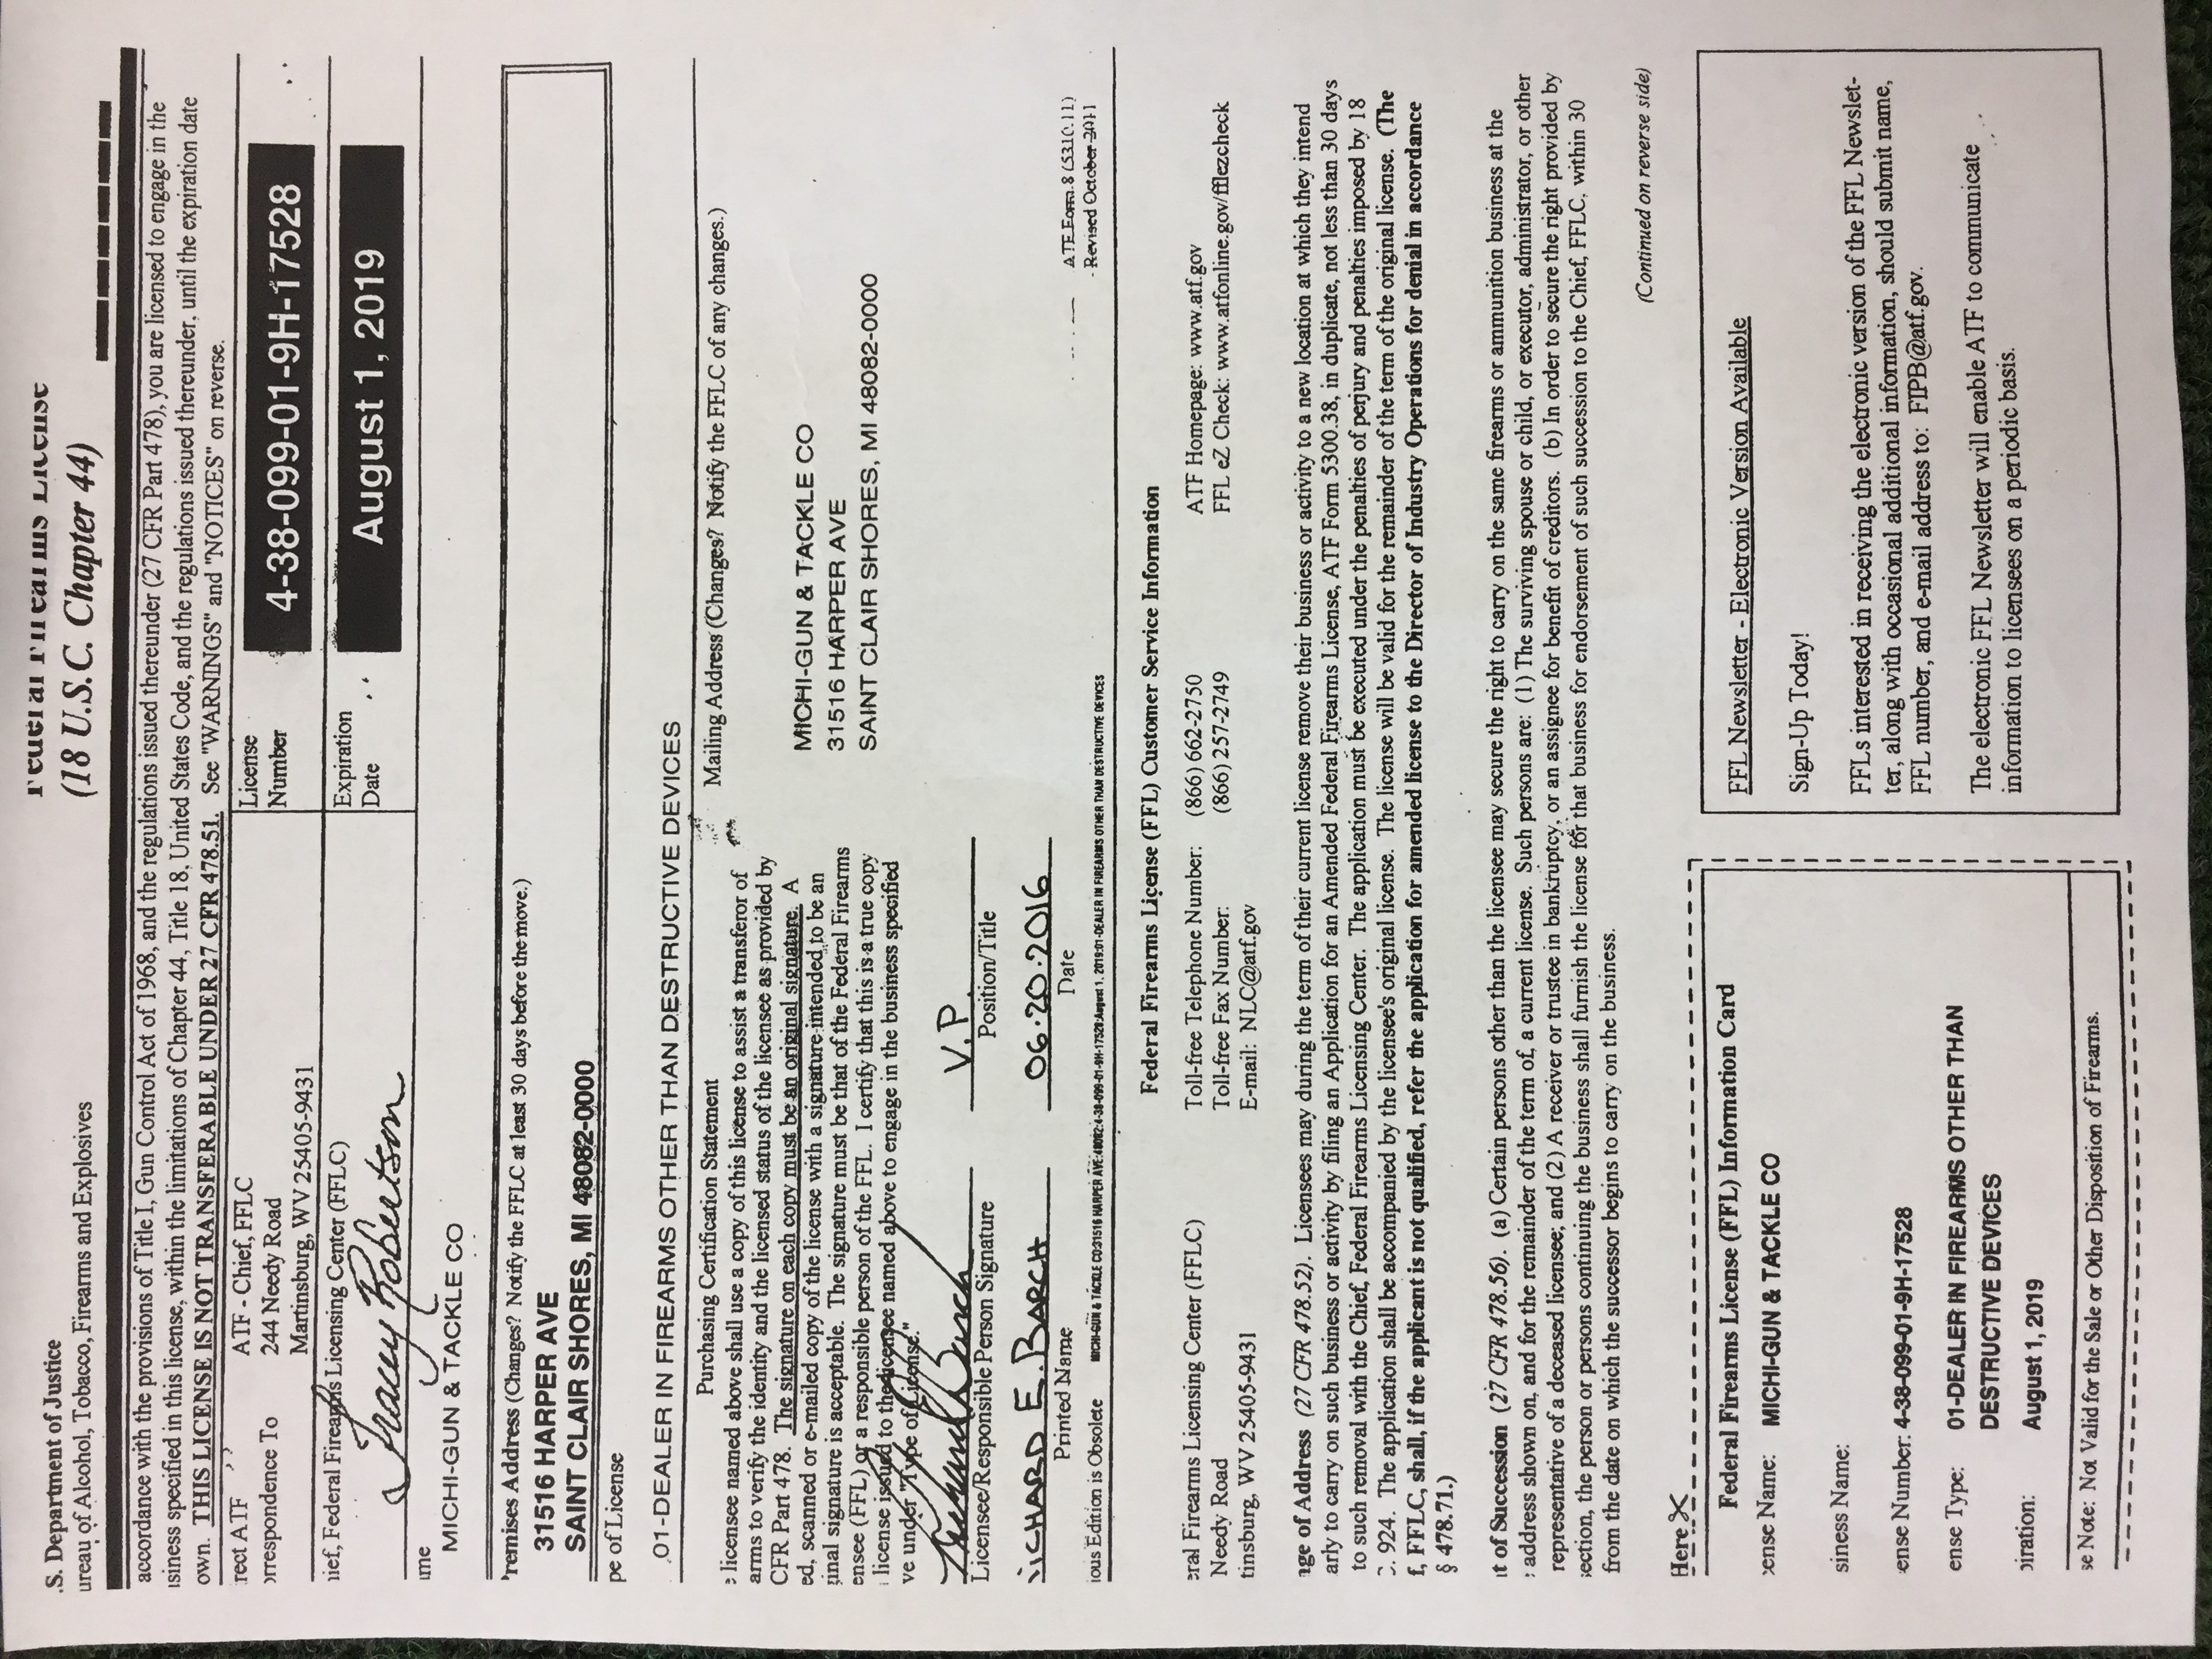 .S. Department of Justice
ureau of Alcohol, Tobacco, Firearms and Explosives
Federal Firearms License
(18 U.S.C. Chapter 44)
accordance with the provisions of Title I, Gun Control Act of 1968, and the regulations issued thereunder (27 CFR Part 478), you are licensed to engage in the
isiness specified in this license, within the limitations of Chapter 44, Title 18, United States Code, and the regulations issued thereunder, until the expiration date
own. THIS LICENSE IS NOT TRANSFERABLE UNDER 27 CFR 478.51. See "WARNINGS" and "NOTICES" on reverse.
rect ATF
orrespondence To
ATF - Chief, FFLC
244 Needy Road
Martinsburg, WV 25405-9431
License
Number
4-38-099-01-9H-17528
hief, Federal Firearms Licensing Center (FFLC)
Tracey Robertson
Expiration
Date
August 1, 2019
ame
MICHI-GUN & TACKLE CO
Premises Address (Changes? Notify the FFLC at least 30 days before the move.)
31516 HARPER AVE
SAINT CLAIR SHORES, MI 48082-0000
pe of License
01-DEALER IN FIREARMS OTHER THAN DESTRUCTIVE DEVICES
Purchasing Certification Statement
e licensee named above shall use a copy of this license to assist a transferor of
arms to verify the identity and the licensed status of the licensee as provided by
CFR Part 478. The signature on each copy must be an original signature. A
ed, scanned or e-mailed copy of the license with a signature intended to be an
ginal signature is acceptable. The signature must be that of the Federal Firearms
ensee (FFL) or a responsible person of the FFL. I certify that this is a true copy
license issued to the licensee named above to engage in the business specified
ve under "Type of License."
Richard Barch
Licensee/Responsible Person Signature
V.P.
Position/Title
RICHARD E. BARCH
Printed Name
06.20.2016
Date
Mailing Address (Changes? Notify the FFLC of any changes.)
MICHI-GUN & TACKLE CO
31516 HARPER AVE
SAINT CLAIR SHORES, MI 48082-0000
ious Edition is Obsolete
MICHI-GUN & TACKLE CO:31516 HARPER AVE:48082:4-38-099-01-9H-17528:August 1, 2019:01-DEALER IN FIREARMS OTHER THAN DESTRUCTIVE DEVICES
ATF Form 8 (5310.11)
Revised October 2011
Federal Firearms License (FFL) Customer Service Information
eral Firearms Licensing Center (FFLC)
Needy Road
tinsburg, WV 25405-9431
Toll-free Telephone Number: (866) 662-2750
Toll-free Fax Number: (866) 257-2749
E-mail: NLC@atf.gov
ATF Homepage: www.atf.gov
FFL eZ Check: www.atfonline.gov/fflezcheck
nge of Address (27 CFR 478.52). Licensees may during the term of their current license remove their business or activity to a new location at which they intend
arly to carry on such business or activity by filing an Application for an Amended Federal Firearms License, ATF Form 5300.38, in duplicate, not less than 30 days
to such removal with the Chief, Federal Firearms Licensing Center. The application must be executed under the penalties of perjury and penalties imposed by 18
C. 924. The application shall be accompanied by the licensee's original license. The license will be valid for the remainder of the term of the original license. (The
f, FFLC, shall, if the applicant is not qualified, refer the application for amended license to the Director of Industry Operations for denial in accordance
§ 478.71.)
it of Succession (27 CFR 478.56). (a) Certain persons other than the licensee may secure the right to carry on the same firearms or ammunition business at the
address shown on, and for the remainder of the term of, a current license. Such persons are: (1) The surviving spouse or child, or executor, administrator, or other
representative of a deceased licensee; and (2) A receiver or trustee in bankruptcy, or an assignee for benefit of creditors. (b) In order to secure the right provided by
section, the person or persons continuing the business shall furnish the license for that business for endorsement of such succession to the Chief, FFLC, within 30
from the date on which the successor begins to carry on the business.
(Continued on reverse side)
Here
Federal Firearms License (FFL) Information Card
cense Name: MICHI-GUN & TACKLE CO
siness Name:
ense Number: 4-38-099-01-9H-17528
ense Type: 01-DEALER IN FIREARMS OTHER THAN
DESTRUCTIVE DEVICES
piration: August 1, 2019
se Note: Not Valid for the Sale or Other Disposition of Firearms.
FFL Newsletter - Electronic Version Available
Sign-Up Today!
FFLs interested in receiving the electronic version of the FFL Newslet-
ter, along with occasional additional information, should submit name,
FFL number, and e-mail address to: FIPB@atf.gov.
The electronic FFL Newsletter will enable ATF to communicate
information to licensees on a periodic basis.